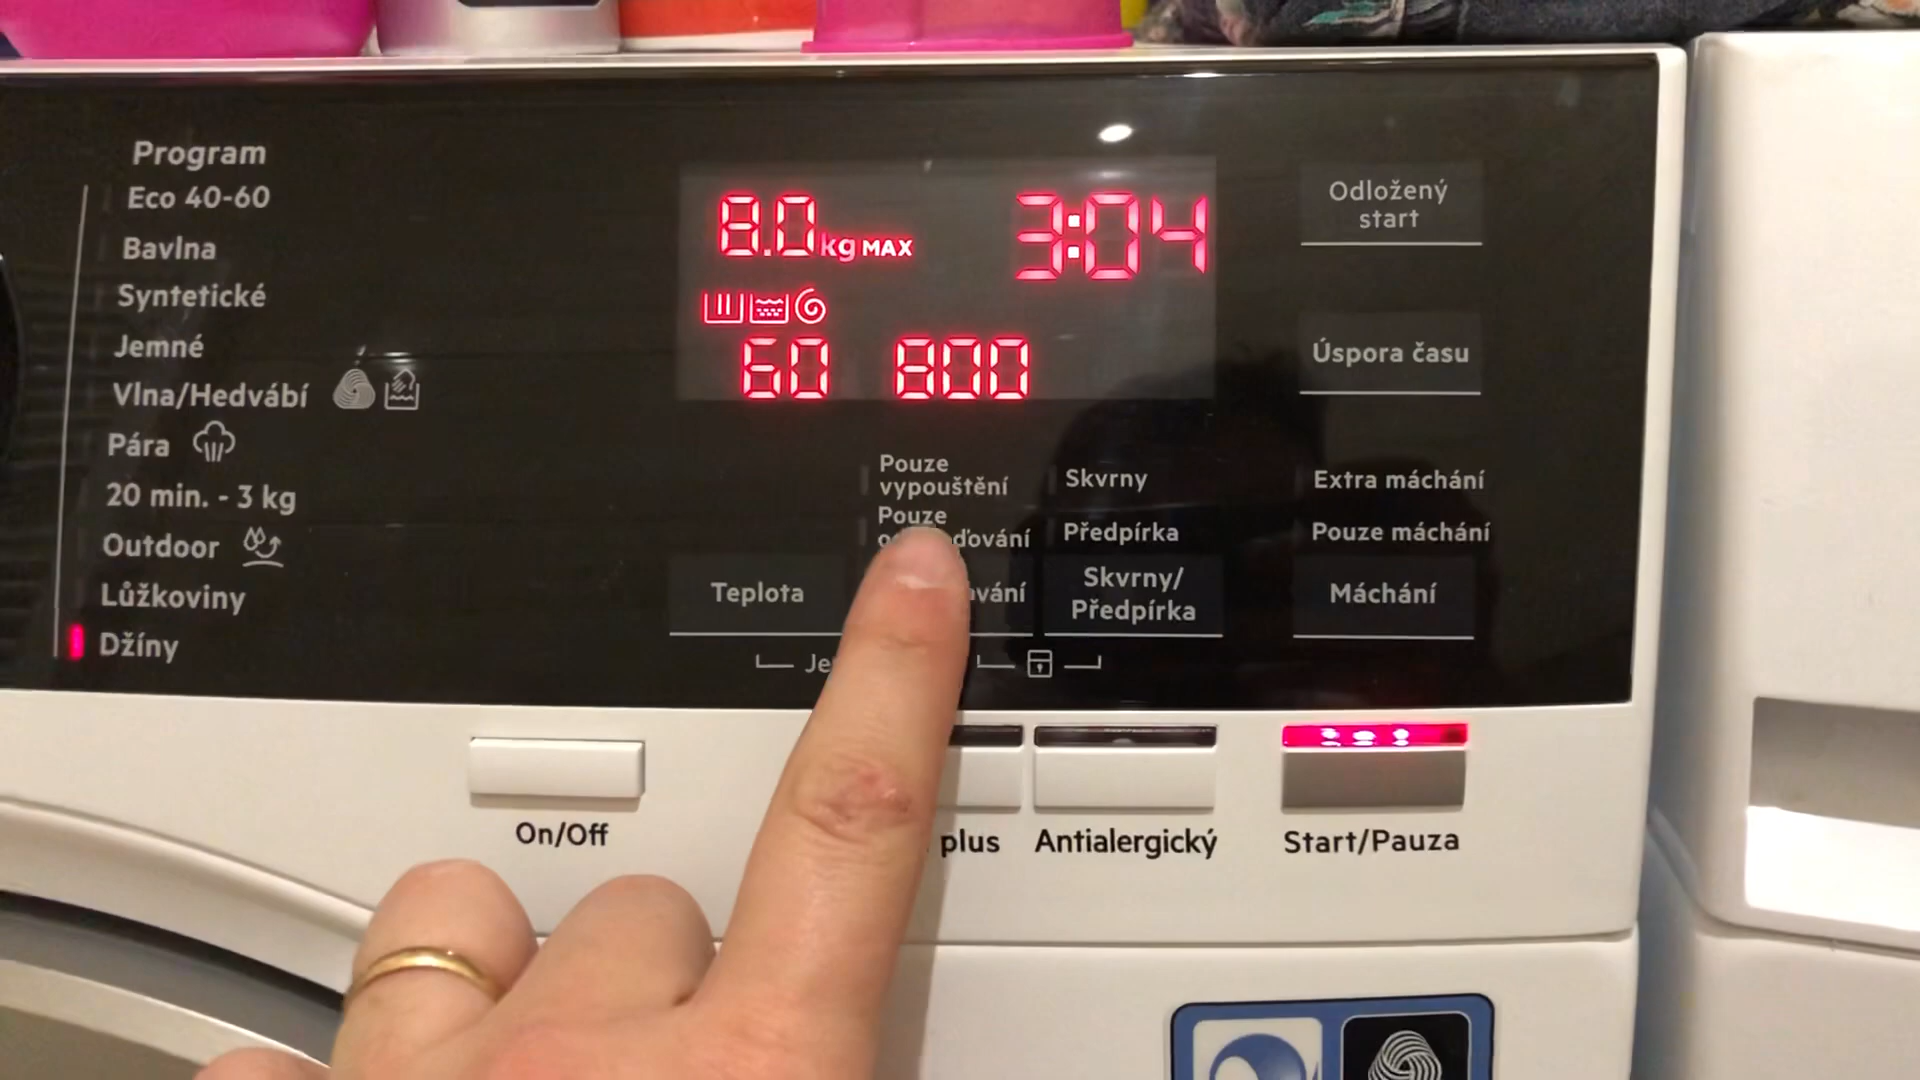 Program
Eco 40-60
Bavlna
Syntetické
Jemné
Vlna/Hedvábí
Pára
20 min. - 3 kg
Outdoor
Lůžkoviny
Džíny
8.0 kg MAX
3:04
60 800
Odložený
start
Úspora času
Pouze
vypouštění
Pouze
Skvrny
Předpírka
Extra máchání
Pouze máchání
Teplota
Skvrny/
Předpírka
Máchání
On/Off
plus
Antialergický
Start/Pauza